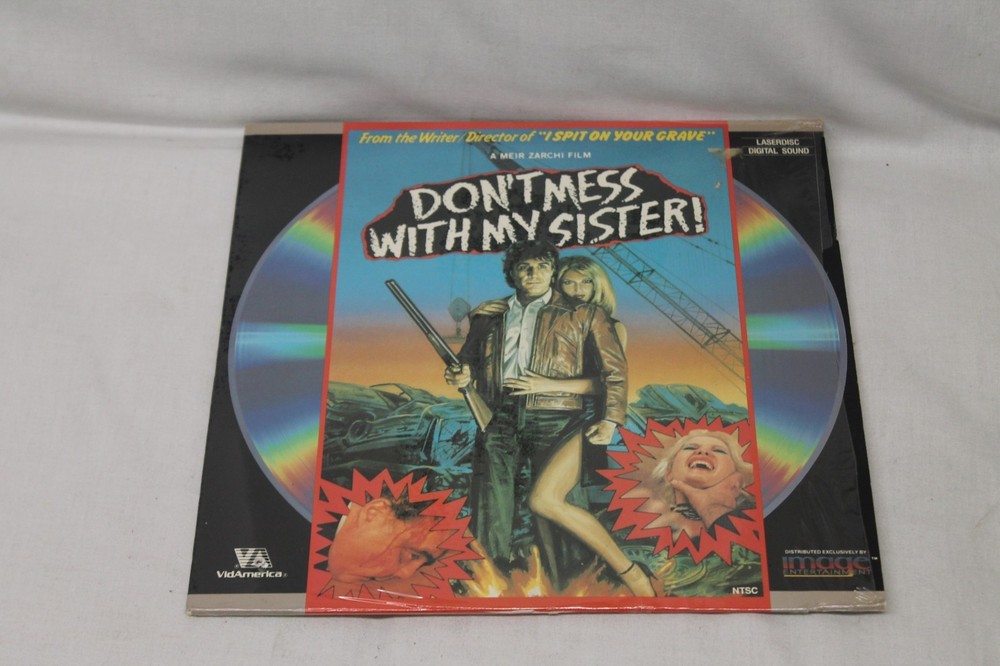 From the Writer/Director of "I SPIT ON YOUR GRAVE"
A MEIR ZARCHI FILM
DON'T MESS
WITH MY SISTER!
LASERDISC
DIGITAL SOUND
VA
VidAmerica
DISTRIBUTED EXCLUSIVELY BY
image
ENTERTAINMENT
NTSC